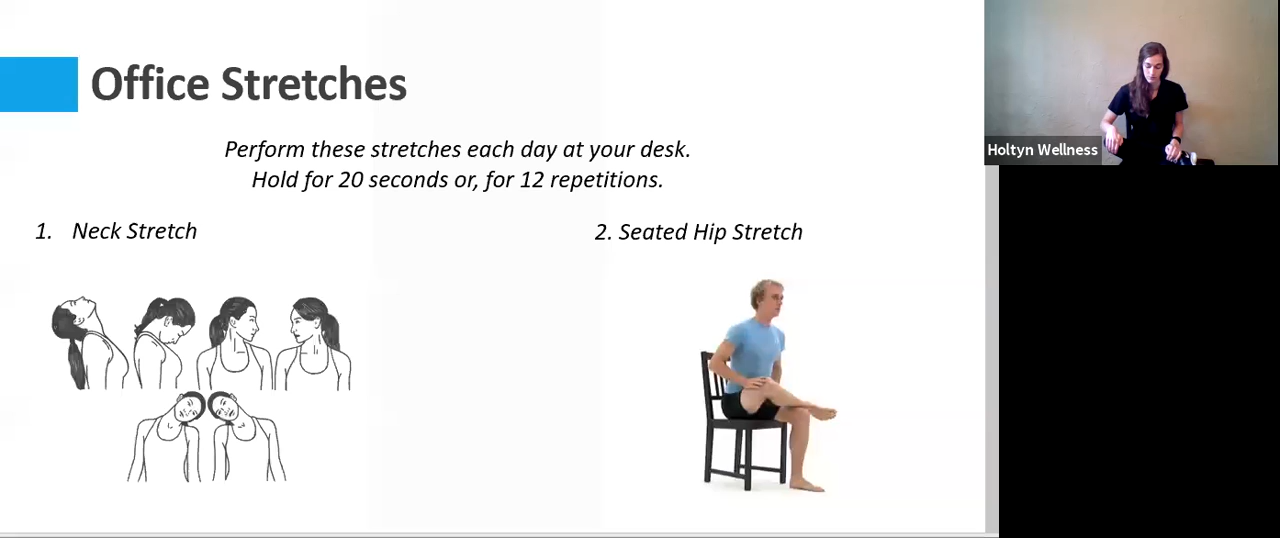 Office Stretches
Perform these stretches each day at your desk.
Hold for 20 seconds or, for 12 repetitions.
1. Neck Stretch
2. Seated Hip Stretch
Holtyn Wellness